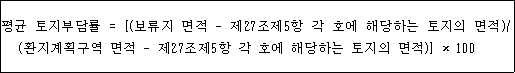 평균 토지부담률 = [(보류지 면적 - 제27조제5항 각 호에 해당하는 토지의 면적)/
(환지계획구역 면적 - 제27조제5항 각 호에 해당하는 토지의 면적)] × 100